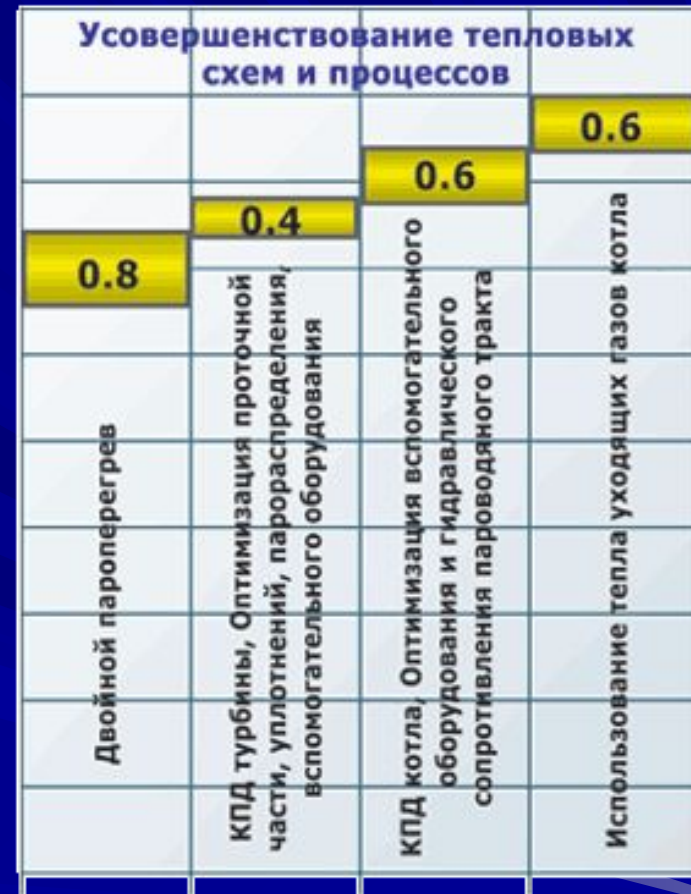 Усовершенствование тепловых
схем и процессов
0.8
Двойной пароперегрев
0.4
КПД турбины, Оптимизация проточной
части, уплотнений, парораспределения,
вспомогательного оборудования
0.6
КПД котла, Оптимизация вспомогательного
оборудования и гидравлического
сопротивления пароводяного тракта
0.6
Использование тепла уходящих газов котла